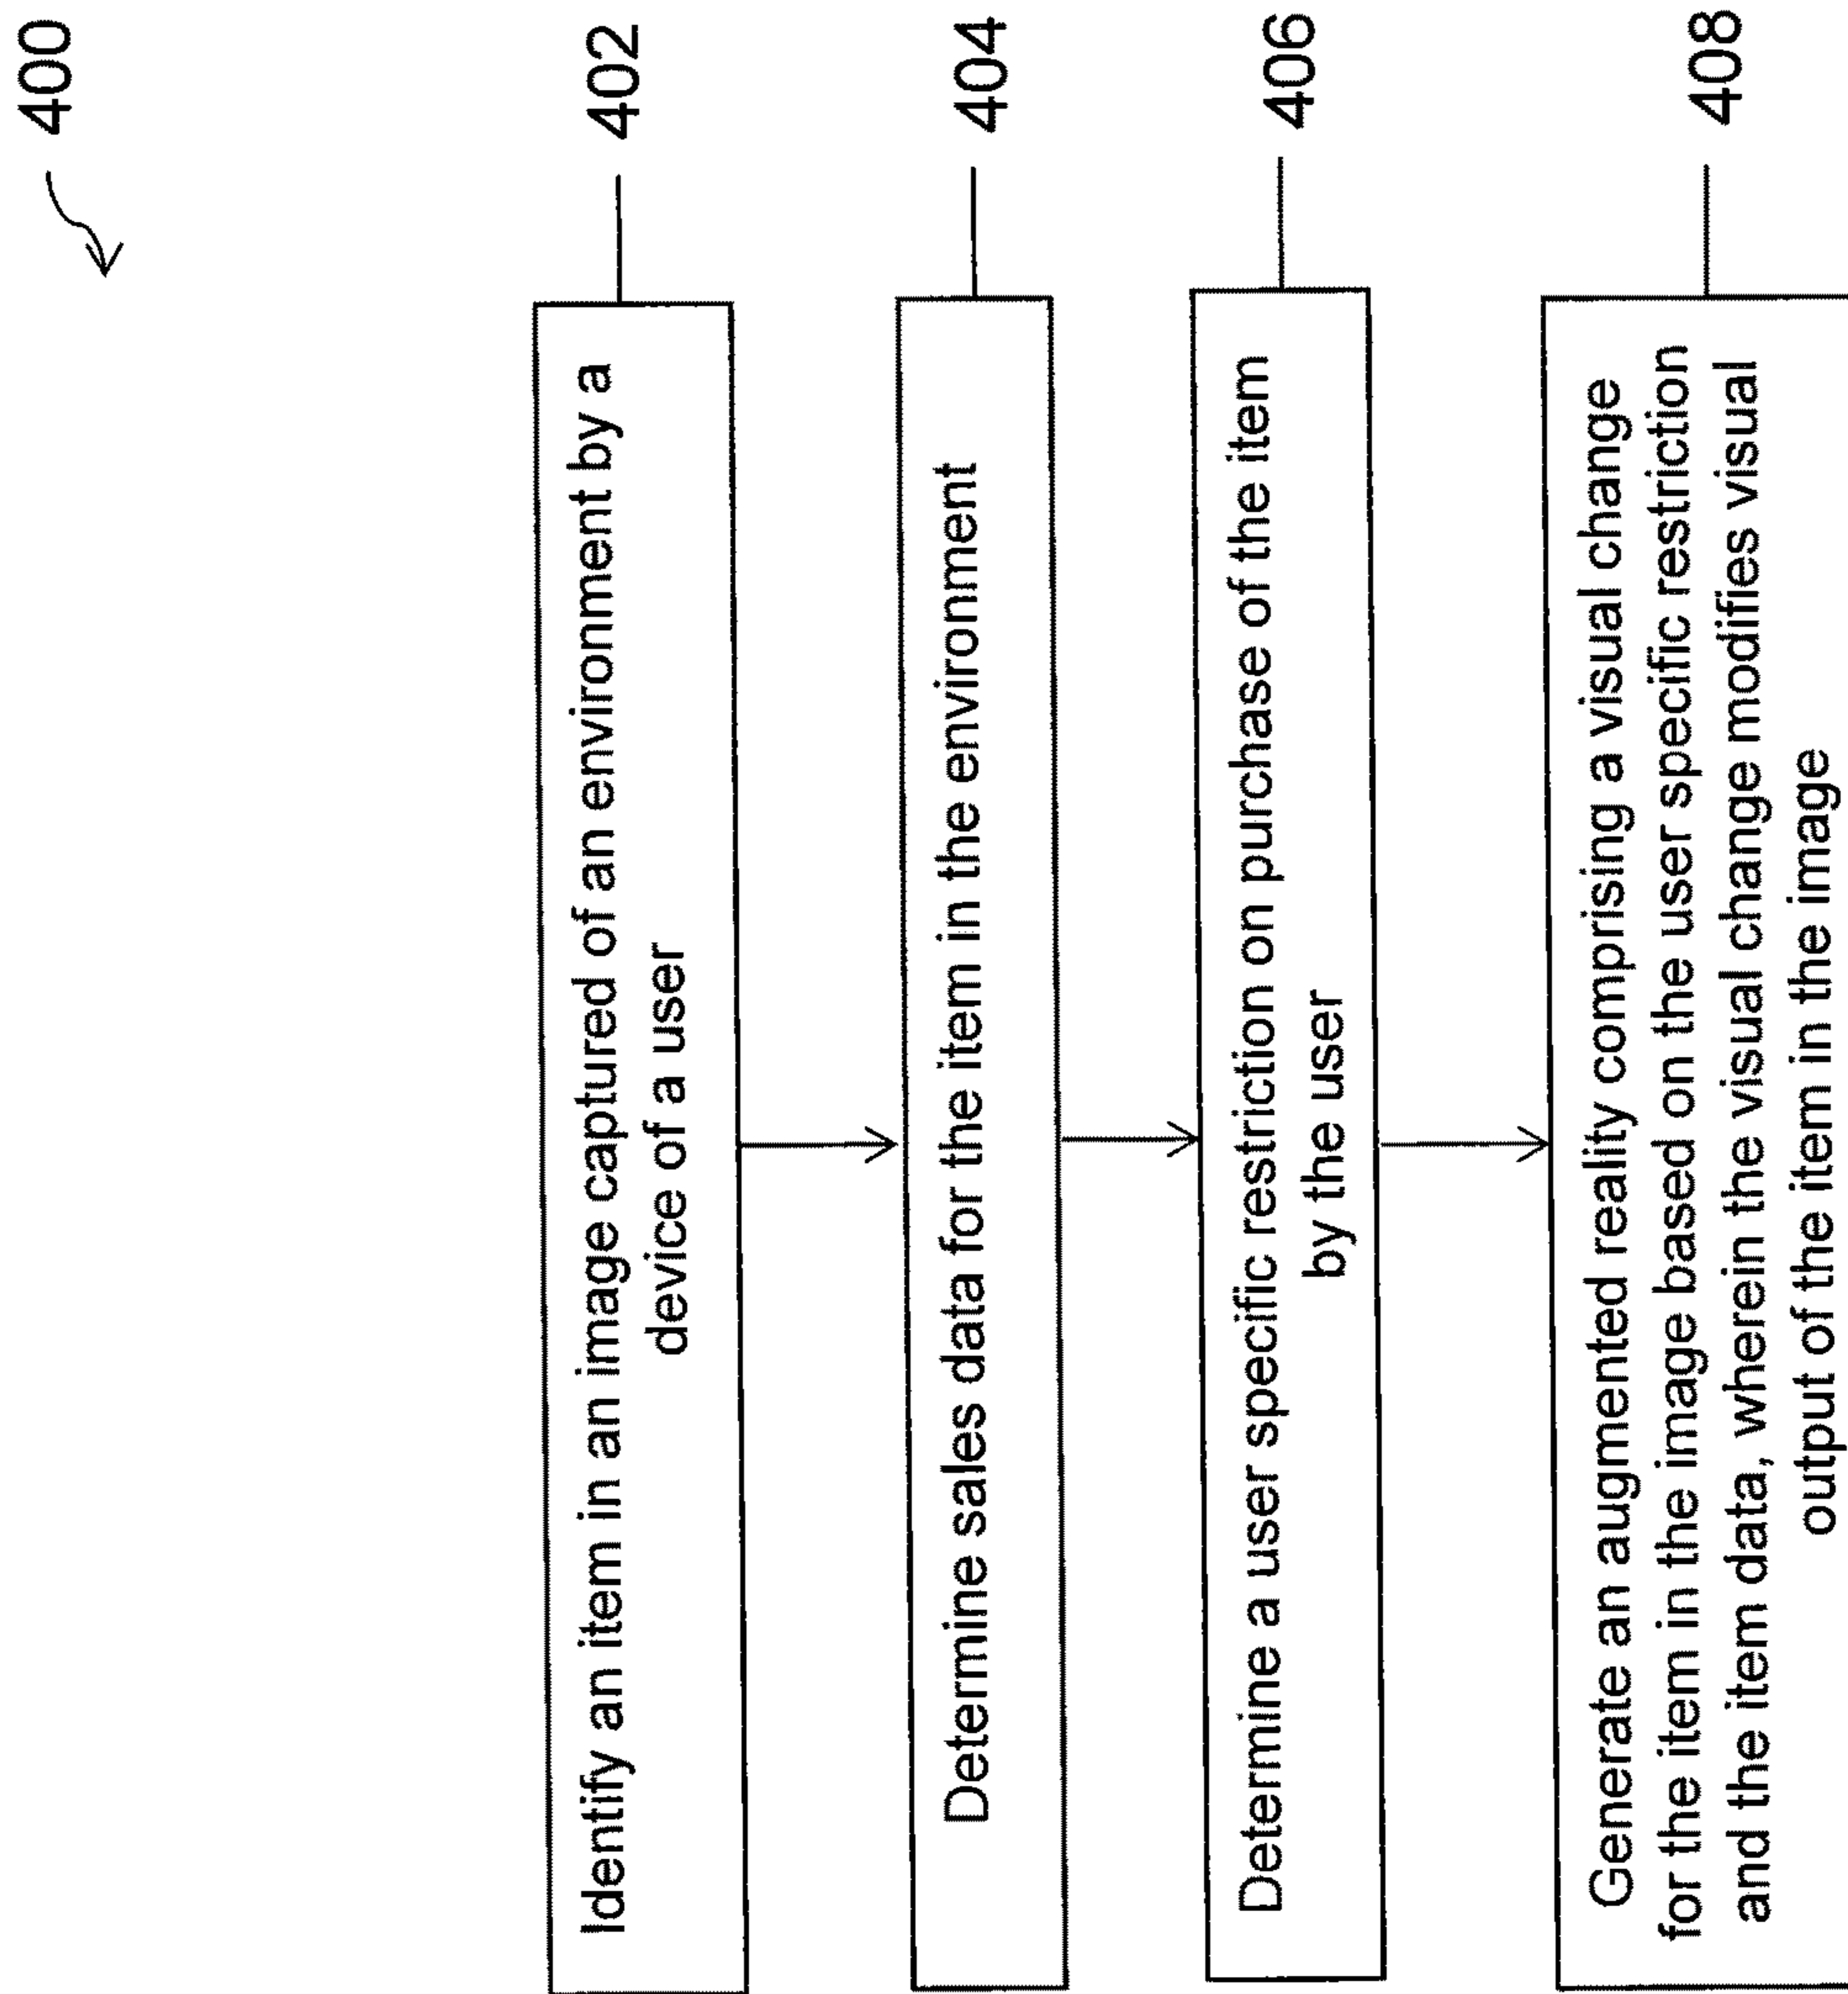 400
Identify an item in an image captured of an environment by a
device of a user
402
Determine sales data for the item in the environment
404
Determine a user specific restriction on purchase of the item
by the user
406
Generate an augmented reality comprising a visual change
for the item in the image based on the user specific restriction
and the item data, wherein the visual change modifies visual
output of the item in the image
408